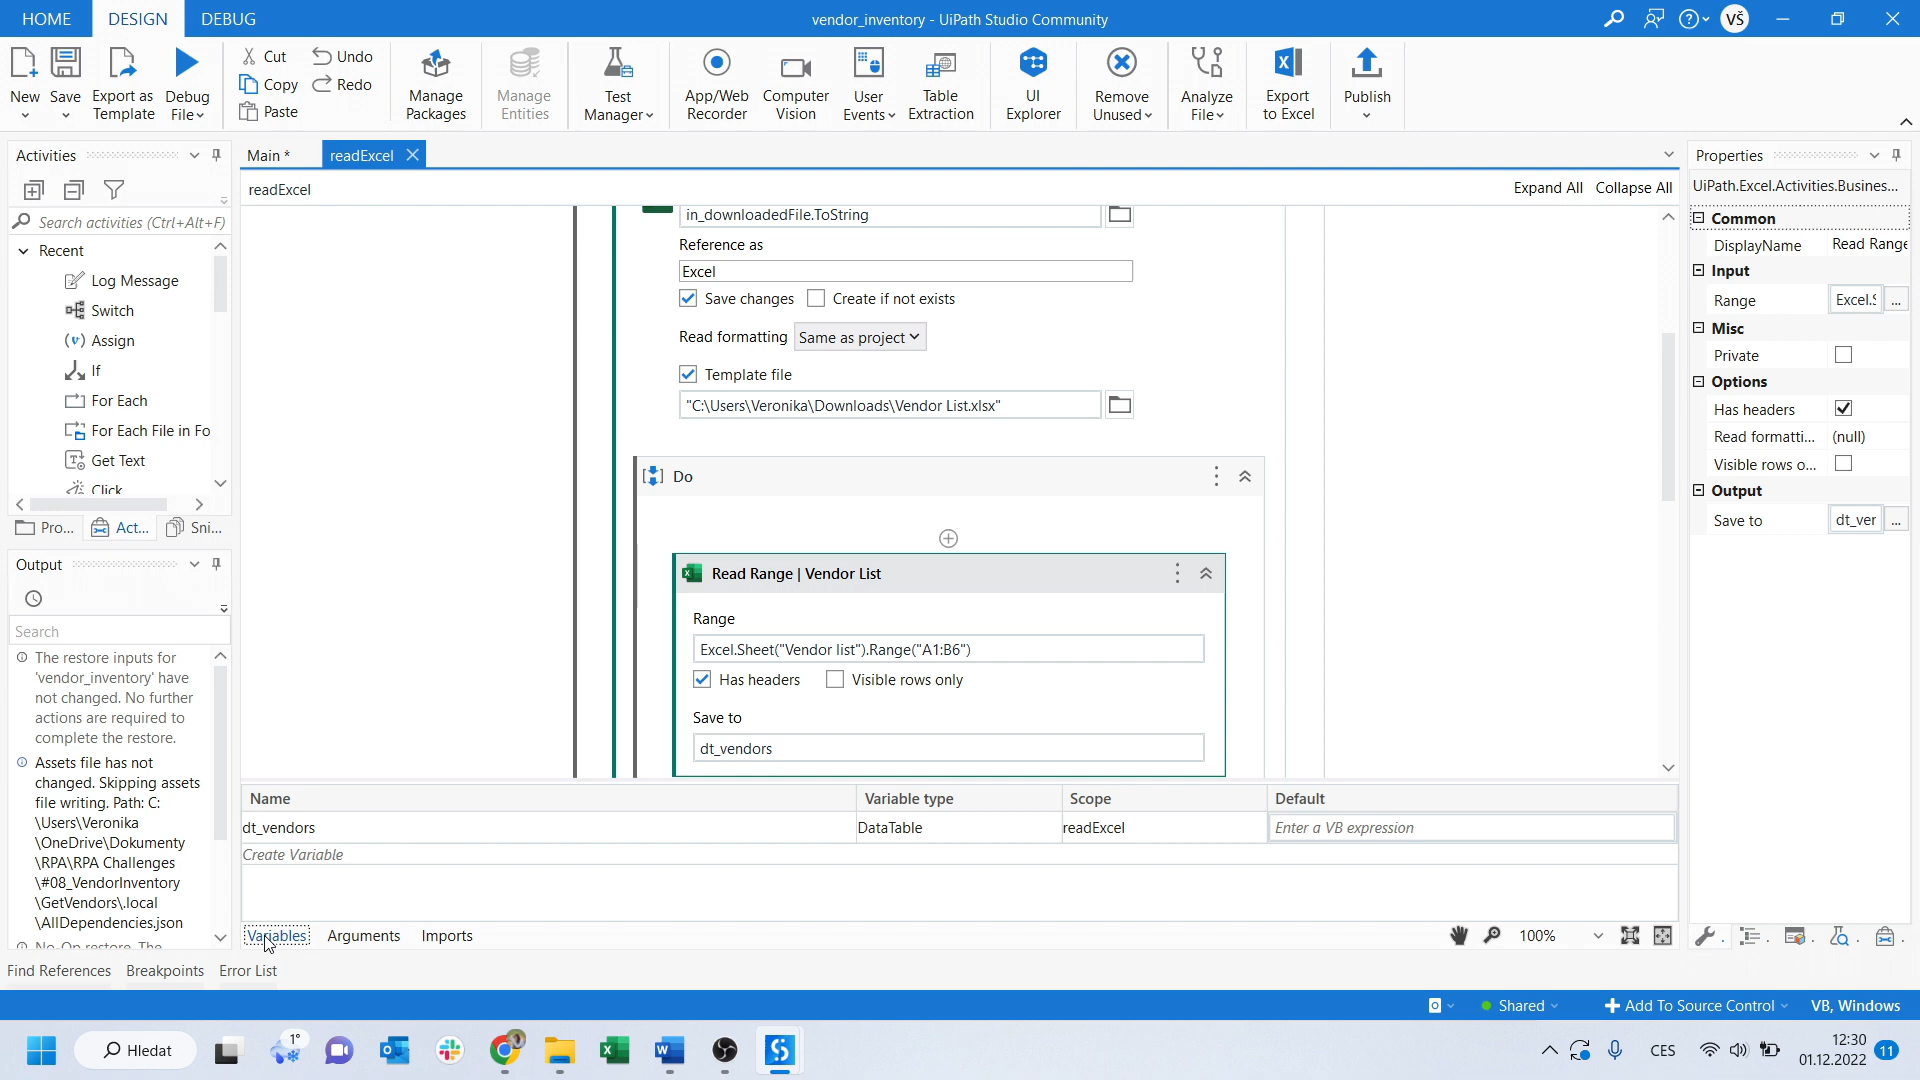 HOME DESIGN DEBUG
vendor_inventory - UiPath Studio Community
VŠ
New
Save
Export as Template
Debug File
Cut
Copy
Paste
Undo
Redo
Manage Packages
Manage Entities
Test Manager
App/Web Recorder
Computer Vision
User Events
Table Extraction
UI Explorer
Remove Unused
Analyze File
Export to Excel
Publish
Activities
Search activities (Ctrl+Alt+F)
Recent
Log Message
Switch
Assign
If
For Each
For Each File in Fo
Get Text
Click
Pro...
Act...
Sni...
Output
Search
The restore inputs for
'vendor_inventory' have
not changed. No further
actions are required to
complete the restore.
Assets file has not
changed. Skipping assets
file writing. Path: C:
\Users\Veronika
\OneDrive\Dokumenty
\RPA\RPA Challenges
\#08_VendorInventory
\GetVendors\.local
\AllDependencies.json
No-Op restore. The
Main *
readExcel
readExcel
Expand All Collapse All
in_downloadedFile.ToString
Reference as
Excel
Save changes
Create if not exists
Read formatting
Same as project
Template file
"C:\Users\Veronika\Downloads\Vendor List.xlsx"
Do
Read Range | Vendor List
Range
Excel.Sheet("Vendor list").Range("A1:B6")
Has headers
Visible rows only
Save to
dt_vendors
Name Variable type Scope Default
dt_vendors DataTable readExcel Enter a VB expression
Create Variable
Variables Arguments Imports
100%
Properties
UiPath.Excel.Activities.Busines...
Common
DisplayName Read Range
Input
Range Excel.S ...
Misc
Private
Options
Has headers
Read formatti... (null)
Visible rows o...
Output
Save to dt_ver ...
Find References Breakpoints Error List
Shared
Add To Source Control
VB, Windows
Hledat
1°
CES
12:30
01.12.2022
11